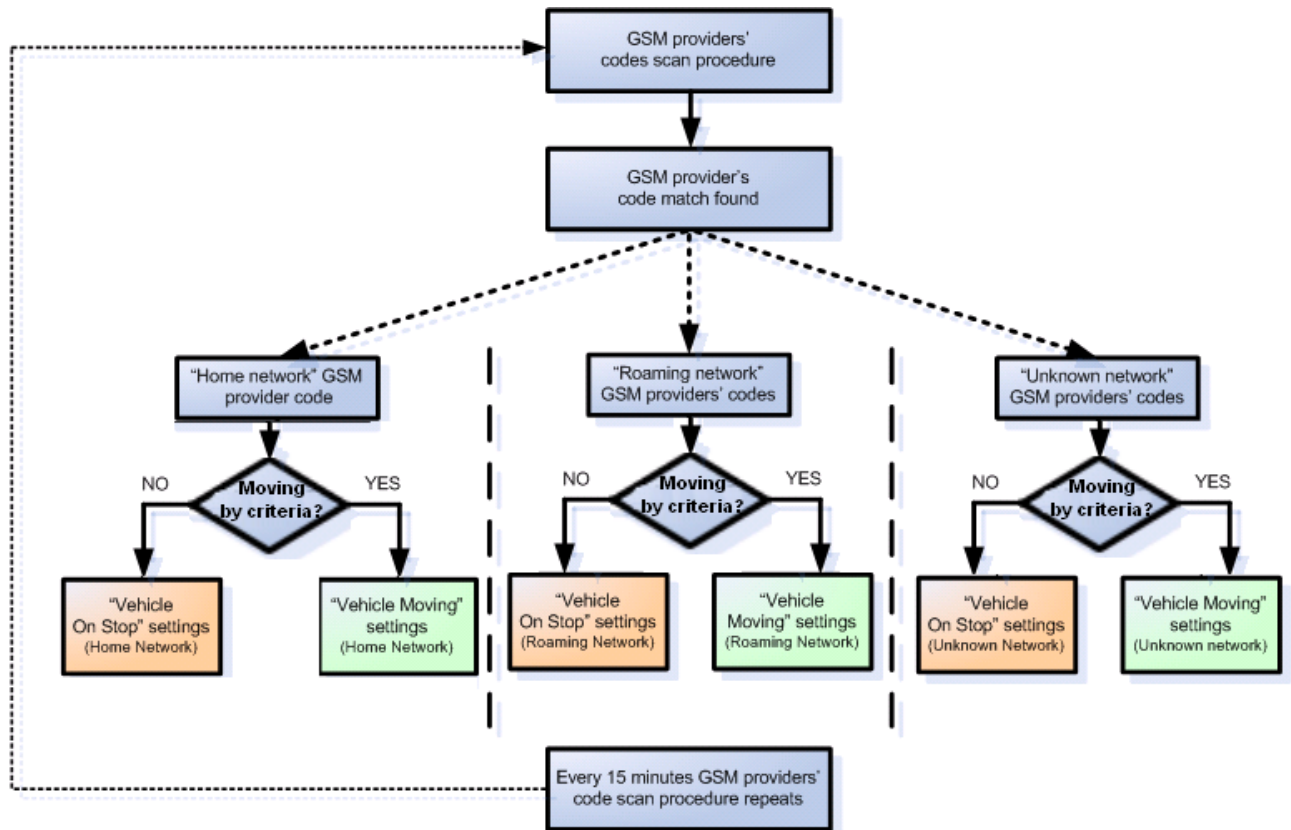 GSM providers'
codes scan procedure
GSM provider's
code match found
“Home network” GSM
provider code
“Roaming network”
GSM providers' codes
“Unknown network”
GSM providers' codes
NO
Moving
by criteria?
YES
NO
Moving
by criteria?
YES
NO
Moving
by criteria?
YES
“Vehicle
On Stop” settings
(Home Network)
“Vehicle Moving”
settings
(Home Network)
“Vehicle
On Stop” settings
(Roaming Network)
“Vehicle
Moving” settings
(Roaming Network)
“Vehicle
On Stop” settings
(Unknown Network)
“Vehicle Moving”
settings
(Unknown network)
Every 15 minutes GSM providers'
code scan procedure repeats